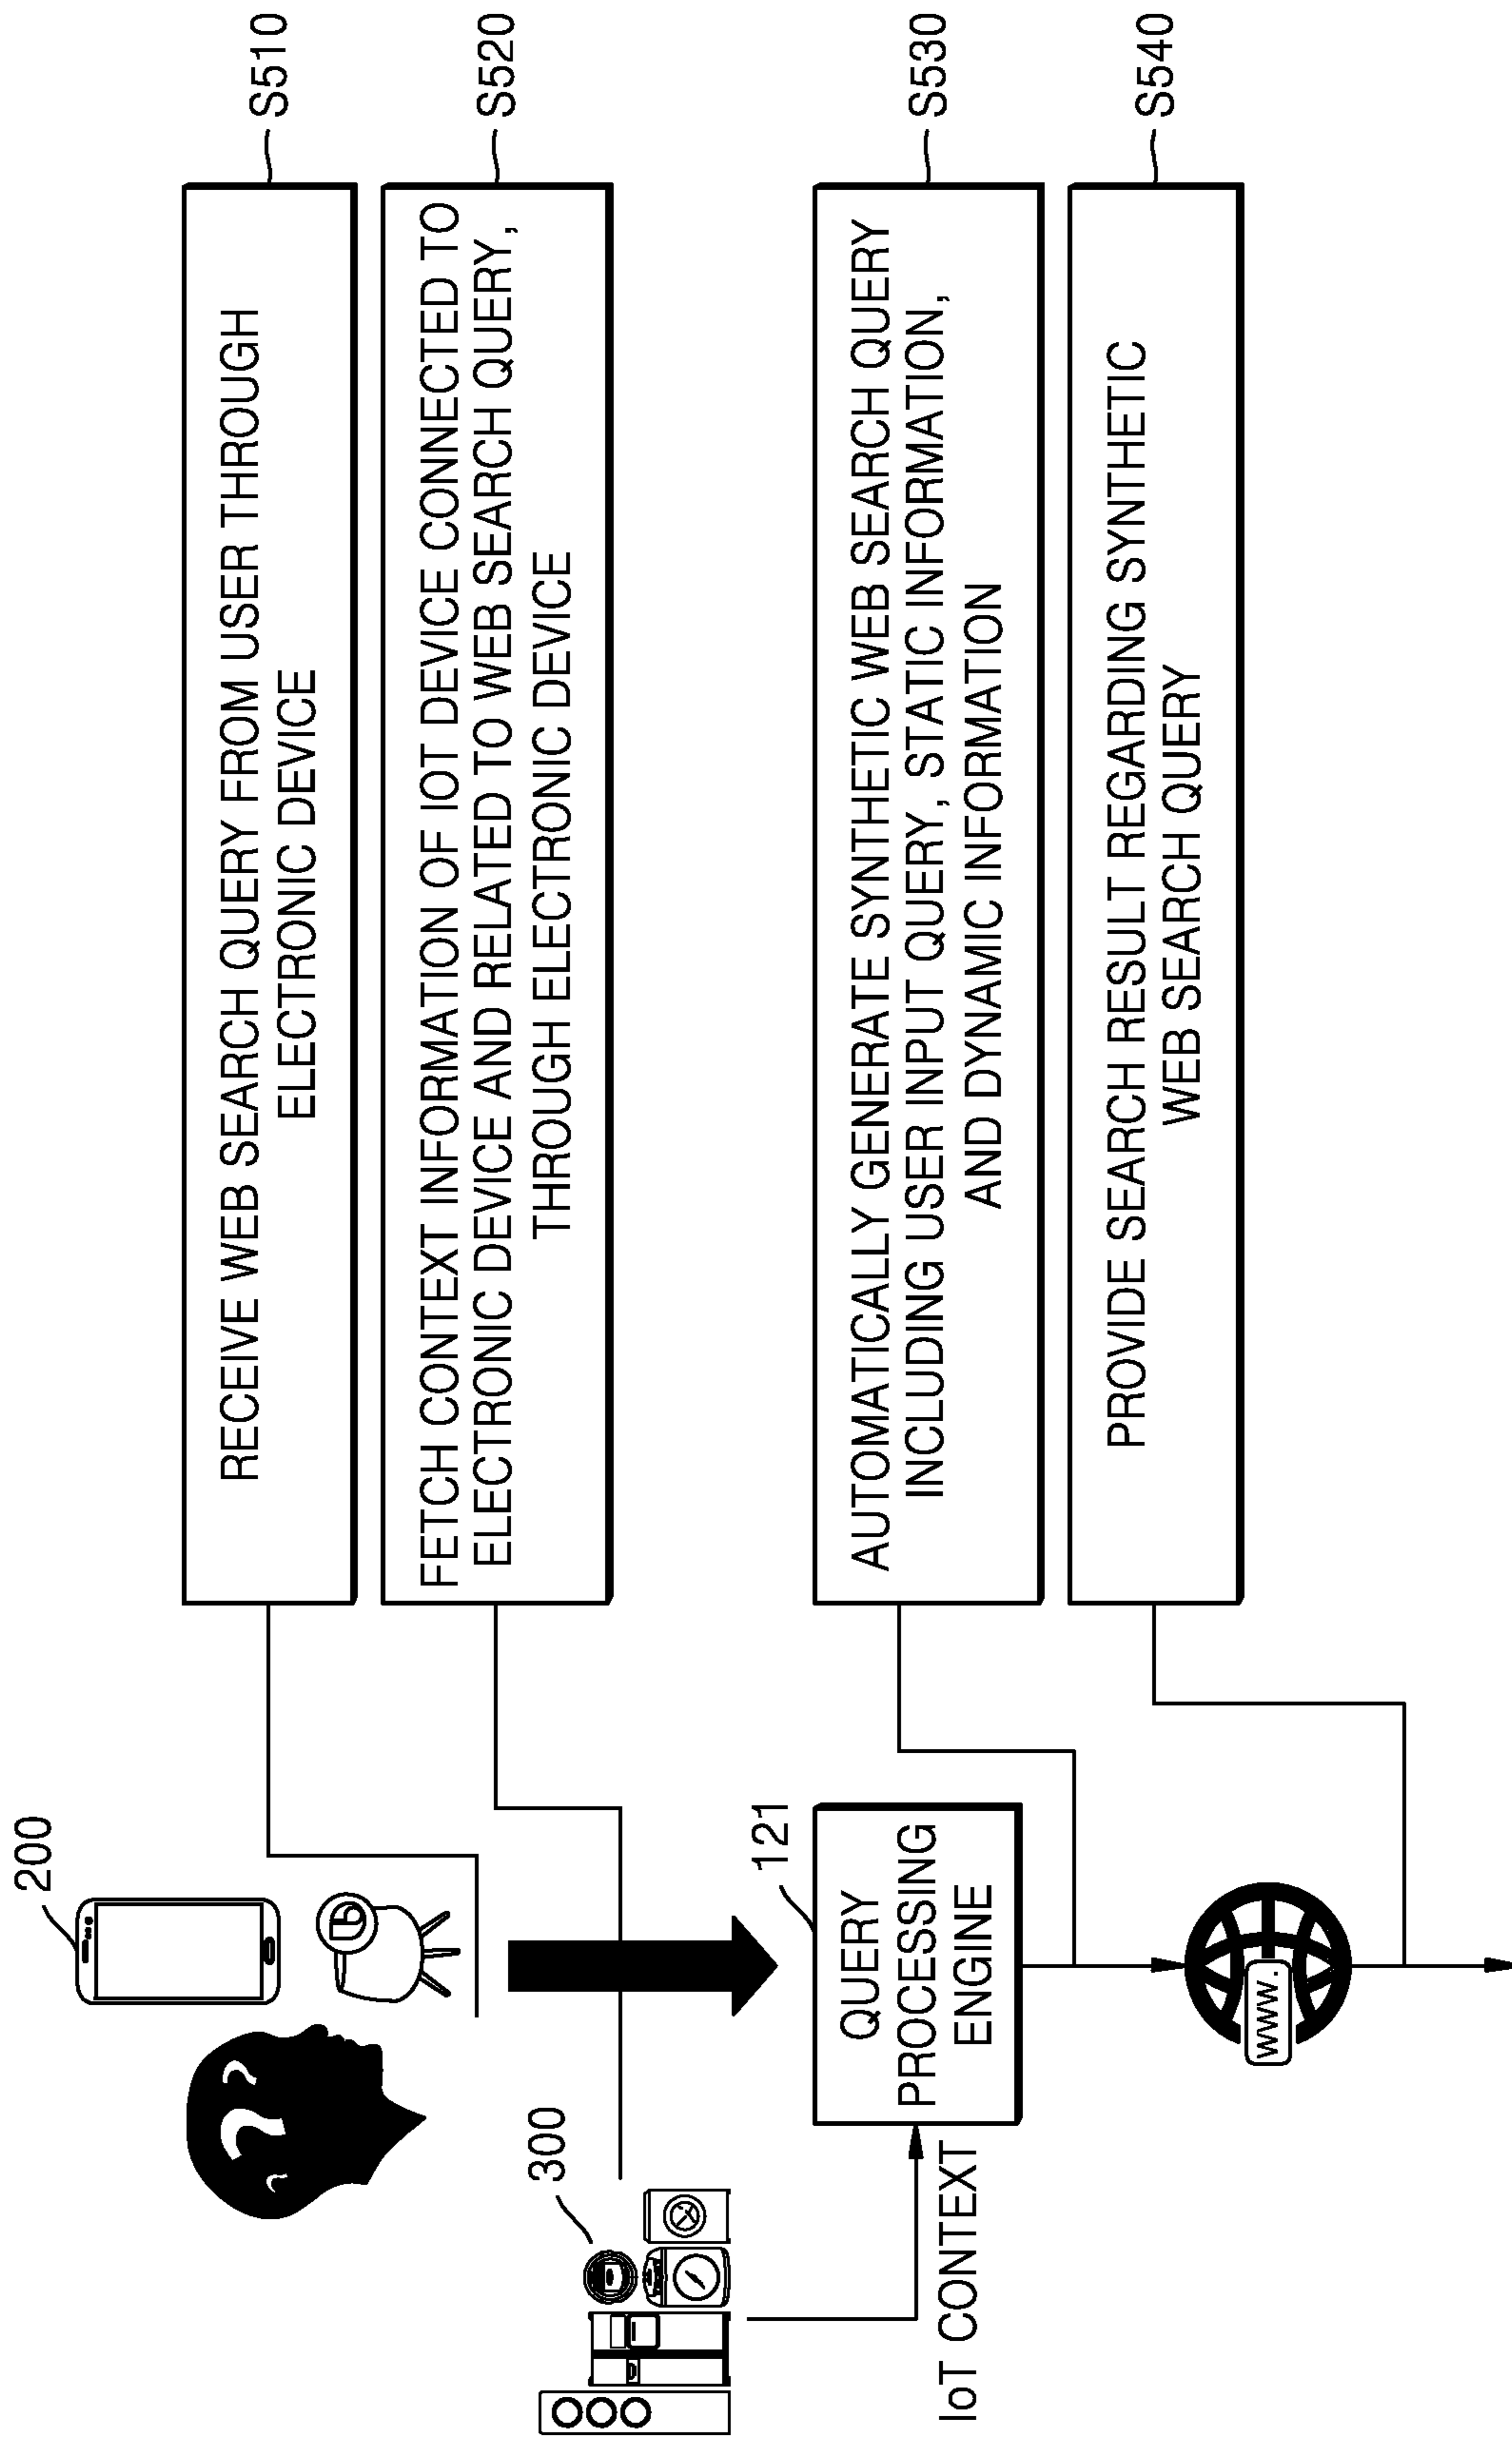 200
300
IoT CONTEXT
121
QUERY
PROCESSING
ENGINE
www.
RECEIVE WEB SEARCH QUERY FROM USER THROUGH
ELECTRONIC DEVICE
S510
FETCH CONTEXT INFORMATION OF IOT DEVICE CONNECTED TO
ELECTRONIC DEVICE AND RELATED TO WEB SEARCH QUERY,
THROUGH ELECTRONIC DEVICE
S520
AUTOMATICALLY GENERATE SYNTHETIC WEB SEARCH QUERY
INCLUDING USER INPUT QUERY, STATIC INFORMATION,
AND DYNAMIC INFORMATION
S530
PROVIDE SEARCH RESULT REGARDING SYNTHETIC
WEB SEARCH QUERY
S540
? ? ?
b